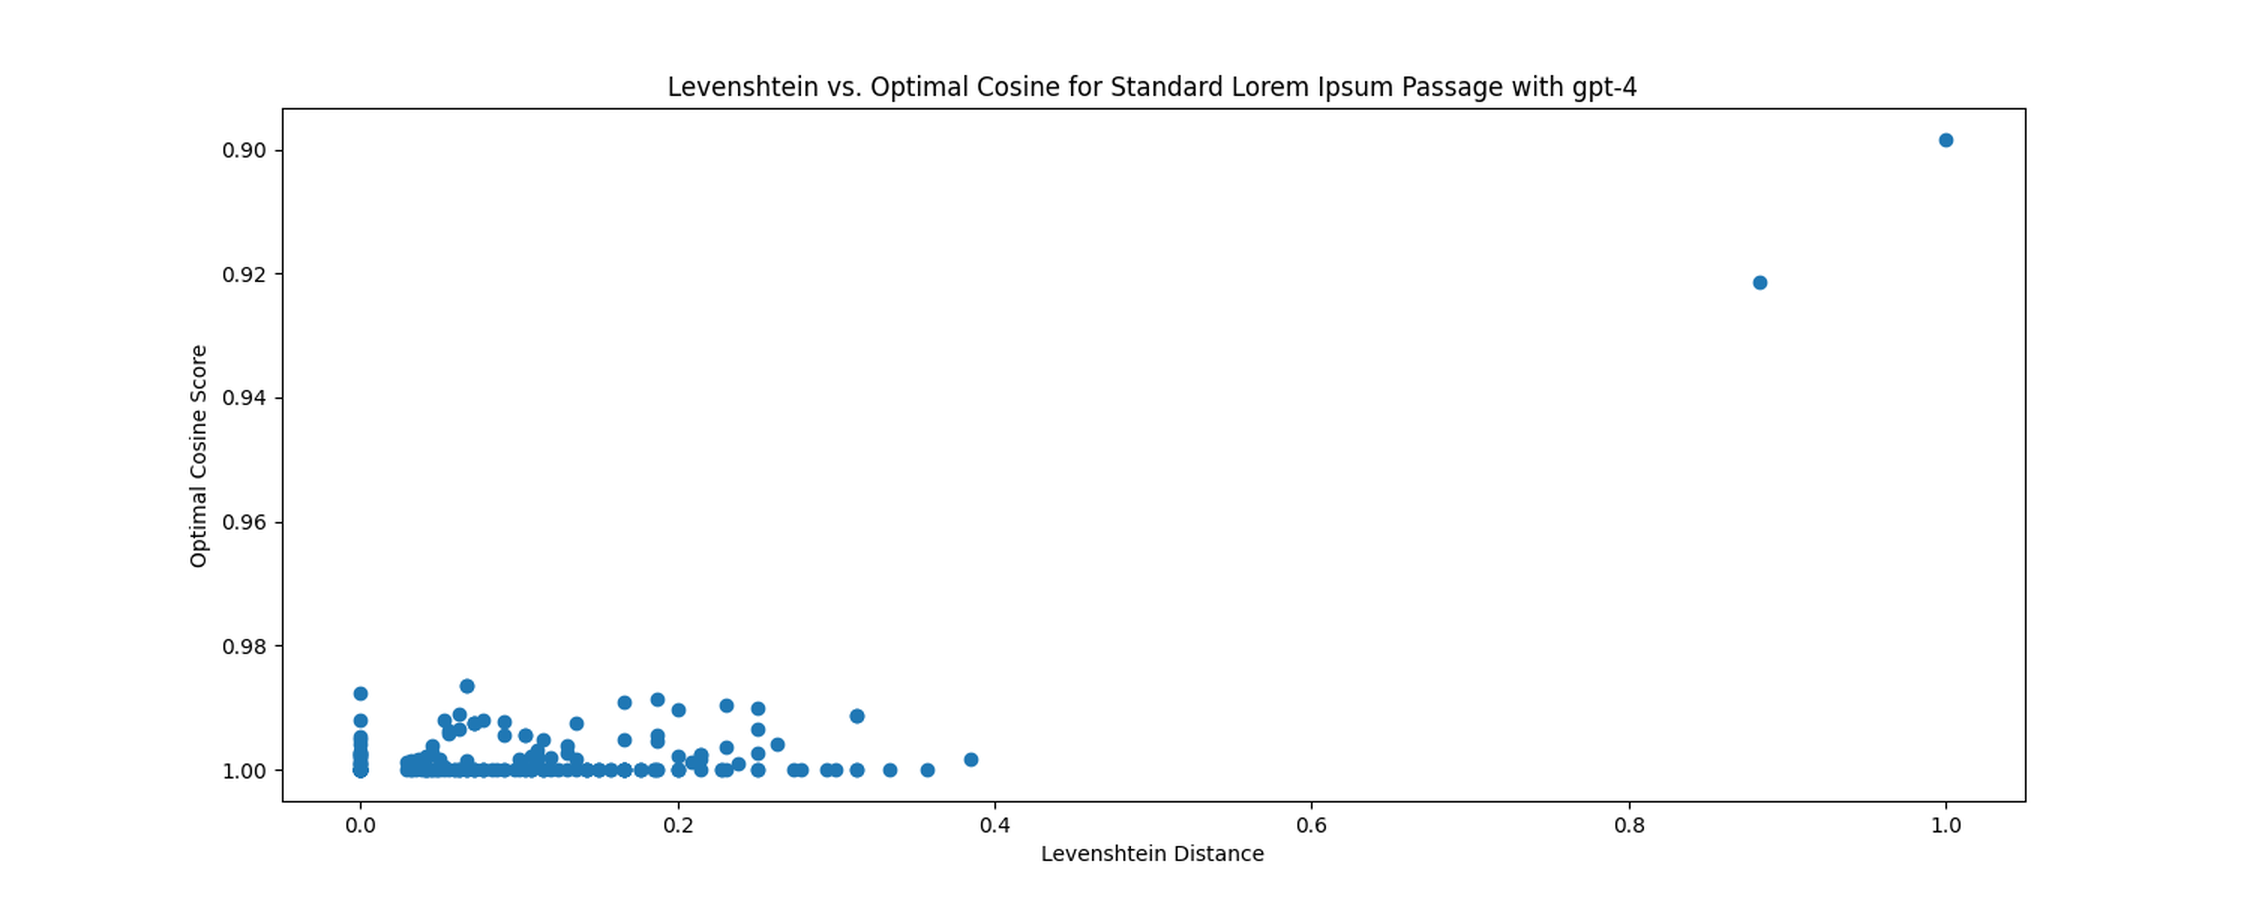 Levenshtein vs. Optimal Cosine for Standard Lorem Ipsum Passage with gpt-4
Optimal Cosine Score
0.90
0.92
0.94
0.96
0.98
1.00
0.0 0.2 0.4 0.6 0.8 1.0
Levenshtein Distance